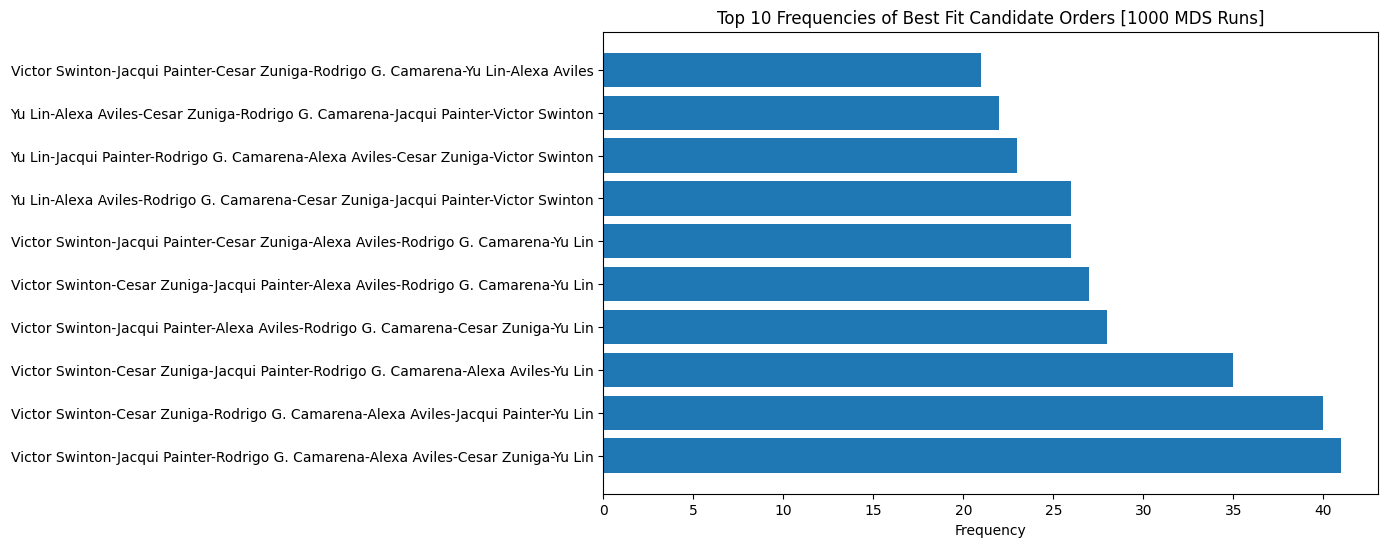 Top 10 Frequencies of Best Fit Candidate Orders [1000 MDS Runs]
Victor Swinton-Jacqui Painter-Cesar Zuniga-Rodrigo G. Camarena-Yu Lin-Alexa Aviles
Yu Lin-Alexa Aviles-Cesar Zuniga-Rodrigo G. Camarena-Jacqui Painter-Victor Swinton
Yu Lin-Jacqui Painter-Rodrigo G. Camarena-Alexa Aviles-Cesar Zuniga-Victor Swinton
Yu Lin-Alexa Aviles-Rodrigo G. Camarena-Cesar Zuniga-Jacqui Painter-Victor Swinton
Victor Swinton-Jacqui Painter-Cesar Zuniga-Alexa Aviles-Rodrigo G. Camarena-Yu Lin
Victor Swinton-Cesar Zuniga-Jacqui Painter-Alexa Aviles-Rodrigo G. Camarena-Yu Lin
Victor Swinton-Jacqui Painter-Alexa Aviles-Rodrigo G. Camarena-Cesar Zuniga-Yu Lin
Victor Swinton-Cesar Zuniga-Jacqui Painter-Rodrigo G. Camarena-Alexa Aviles-Yu Lin
Victor Swinton-Cesar Zuniga-Rodrigo G. Camarena-Alexa Aviles-Jacqui Painter-Yu Lin
Victor Swinton-Jacqui Painter-Rodrigo G. Camarena-Alexa Aviles-Cesar Zuniga-Yu Lin
0 5 10 15 20 25 30 35 40
Frequency